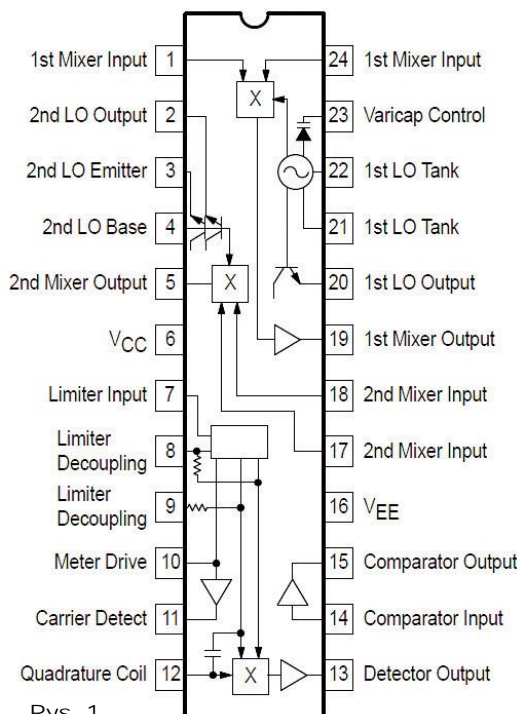 1st Mixer Input 1
2nd LO Output 2
2nd LO Emitter 3
2nd LO Base 4
2nd Mixer Output 5
VCC 6
Limiter Input 7
Limiter
Decoupling 8
Limiter
Decoupling 9
Meter Drive 10
Carrier Detect 11
Quadrature Coil 12
X
X
X
24 1st Mixer Input
23 Varicap Control
22 1st LO Tank
21 1st LO Tank
20 1st LO Output
19 1st Mixer Output
18 2nd Mixer Input
17 2nd Mixer Input
16 VEE
15 Comparator Output
14 Comparator Input
13 Detector Output
Rys. 1